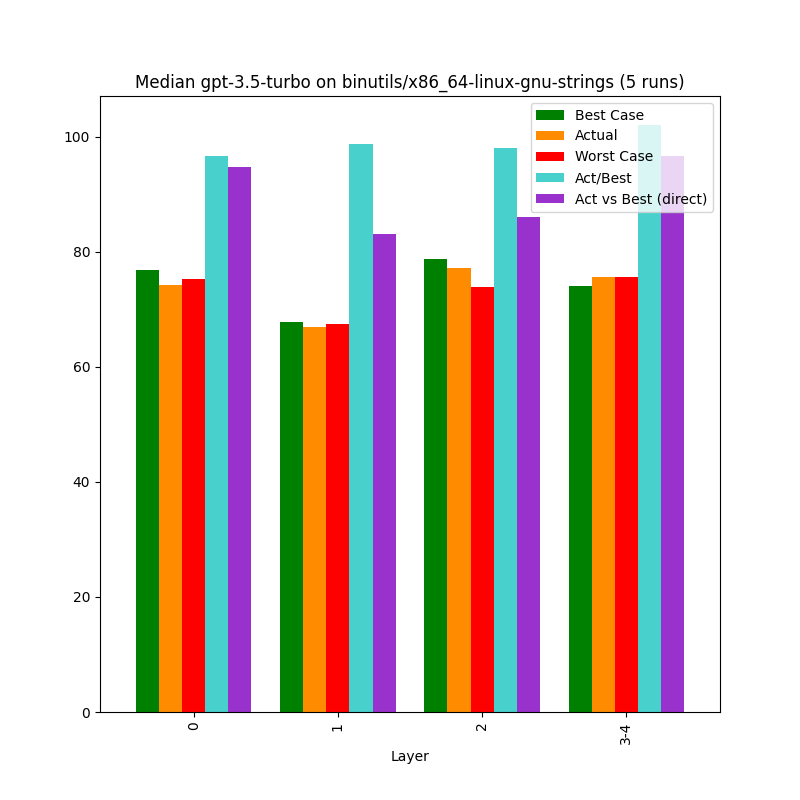 Median gpt-3.5-turbo on binutils/x86_64-linux-gnu-strings (5 runs)
Best Case
Actual
Worst Case
Act/Best
Act vs Best (direct)
100
80
60
40
20
0
0
1
2
3-4
Layer